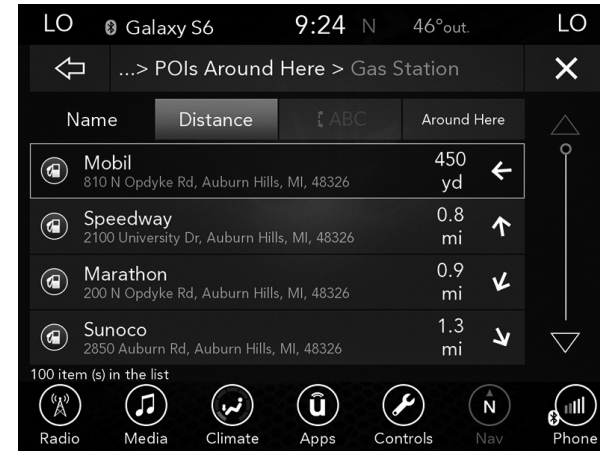 LO Galaxy S6 9:24 N 46°out. LO
...> POIs Around Here > Gas Station
Name Distance ABC Around Here
Mobil 450 yd
810 N Opdyke Rd, Auburn Hills, MI, 48326
Speedway 0.8 mi
2100 University Dr, Auburn Hills, MI, 48326
Marathon 0.9 mi
200 N Opdyke Rd, Auburn Hills, MI, 48326
Sunoco 1.3 mi
2850 Auburn Rd, Auburn Hills, MI, 48326
100 item (s) in the list
ū N
Radio Media Climate Apps Controls Nav Phone